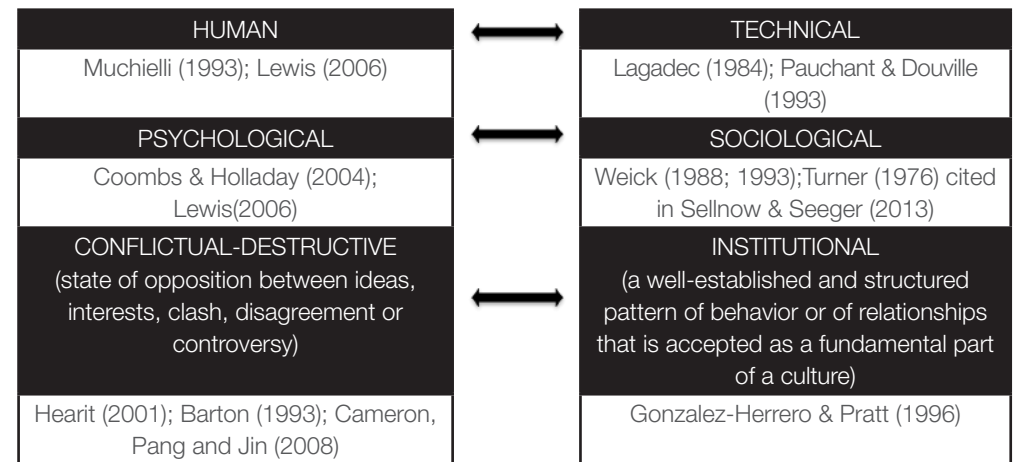 HUMAN
Muchielli (1993); Lewis (2006)
TECHNICAL
Lagadec (1984); Pauchant & Douville
(1993)
PSYCHOLOGICAL
Coombs & Holladay (2004);
Lewis(2006)
SOCIOLOGICAL
Weick (1988; 1993);Turner (1976) cited
in Sellnow & Seeger (2013)
CONFLICTUAL-DESTRUCTIVE
(state of opposition between ideas,
interests, clash, disagreement or
controversy)
INSTITUTIONAL
(a well-established and structured
pattern of behavior or of relationships
that is accepted as a fundamental part
of a culture)
Hearit (2001); Barton (1993); Cameron,
Pang and Jin (2008)
Gonzalez-Herrero & Pratt (1996)